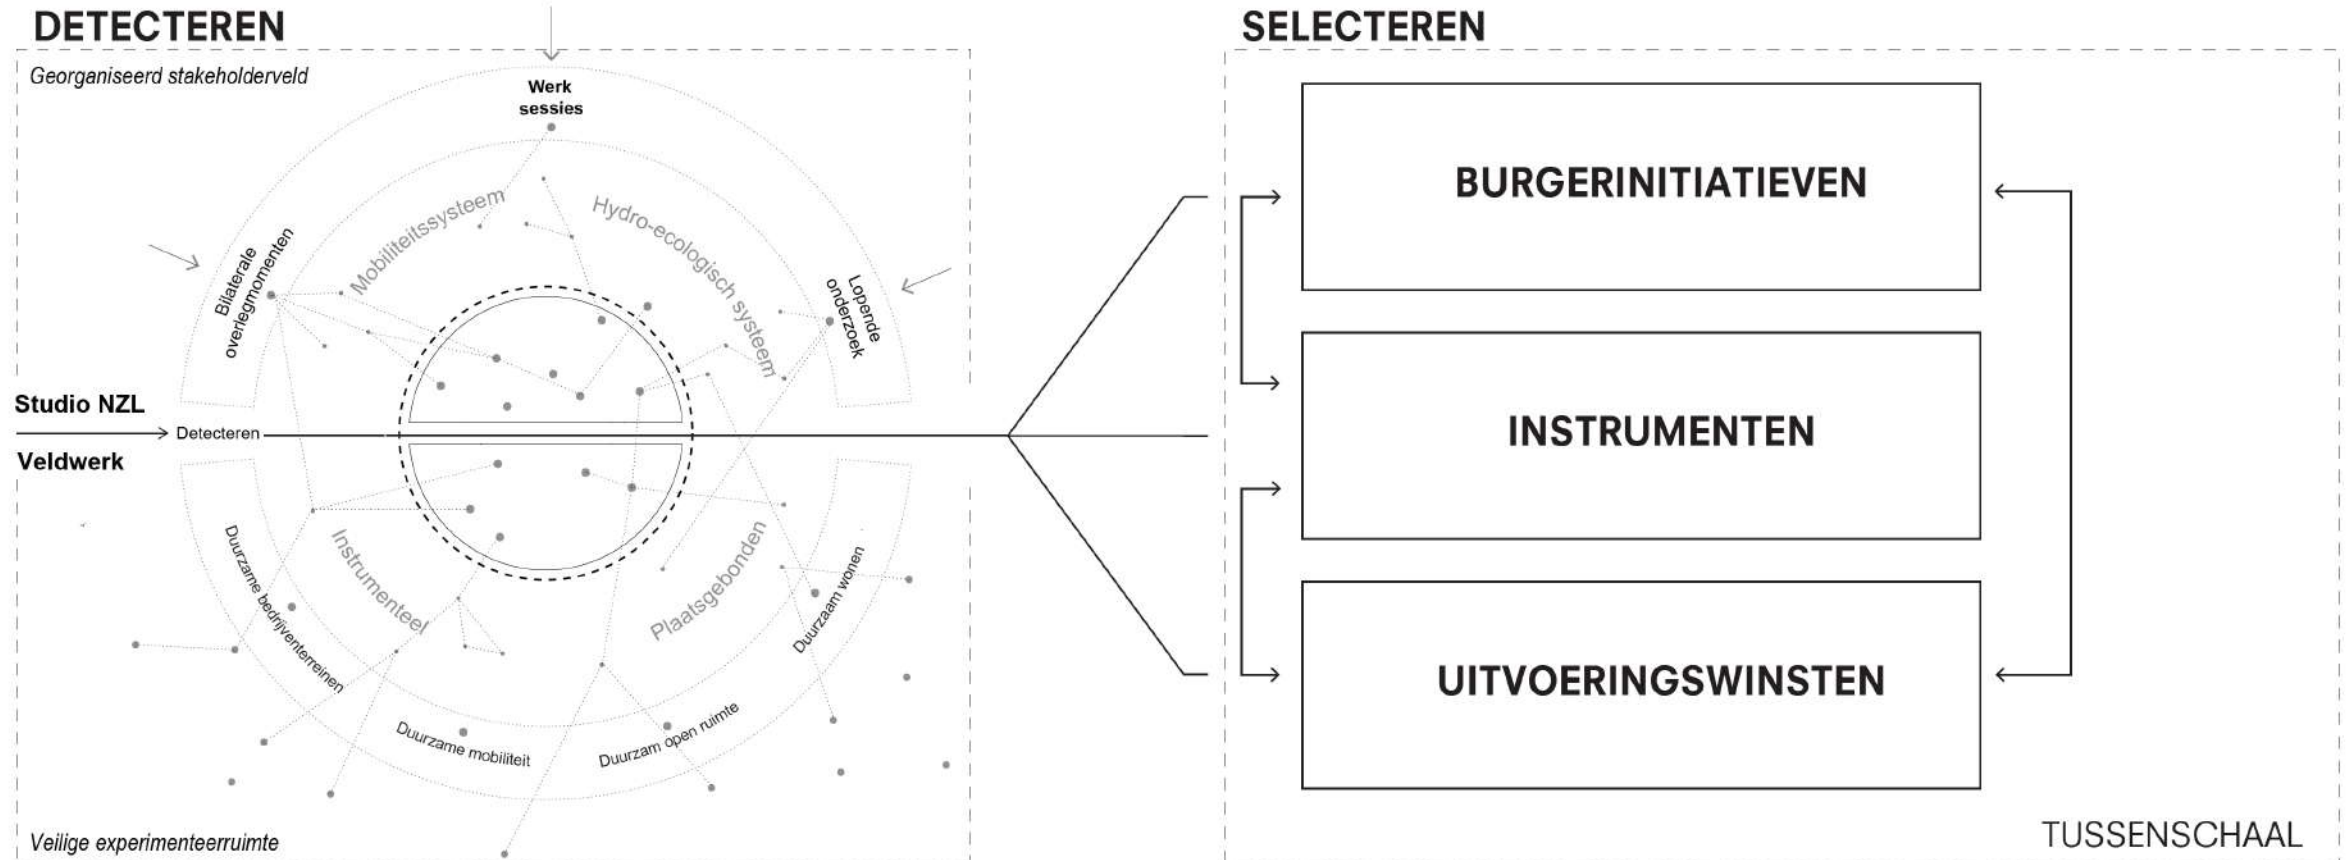 DETECTEREN
Georganiseerd stakeholderveld
Werk
sessies
Mobiliteitssysteem
Hydro-ecologisch systeem
Bilaterale
overlegmomenten
Lopende
onderzoek
Studio NZL
Detecteren
Veldwerk
Instrumenteel
Plaatsgebonden
Duurzame bedrijventerreinen
Duurzaam wonen
Duurzame mobiliteit
Duurzam open ruimte
Veilige experimenteerruimte
SELECTEREN
BURGERINITIATIEVEN
INSTRUMENTEN
UITVOERINGSWINSTEN
TUSSENSCHAAL